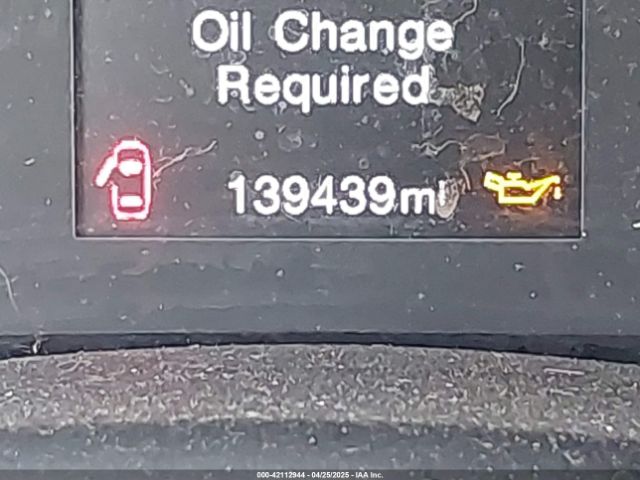 Oil Change
Required
139439mi
000-42112944 - 04/25/2025 - IAA Inc.